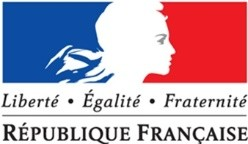 Liberté • Égalité • Fraternité
RÉPUBLIQUE FRANÇAISE